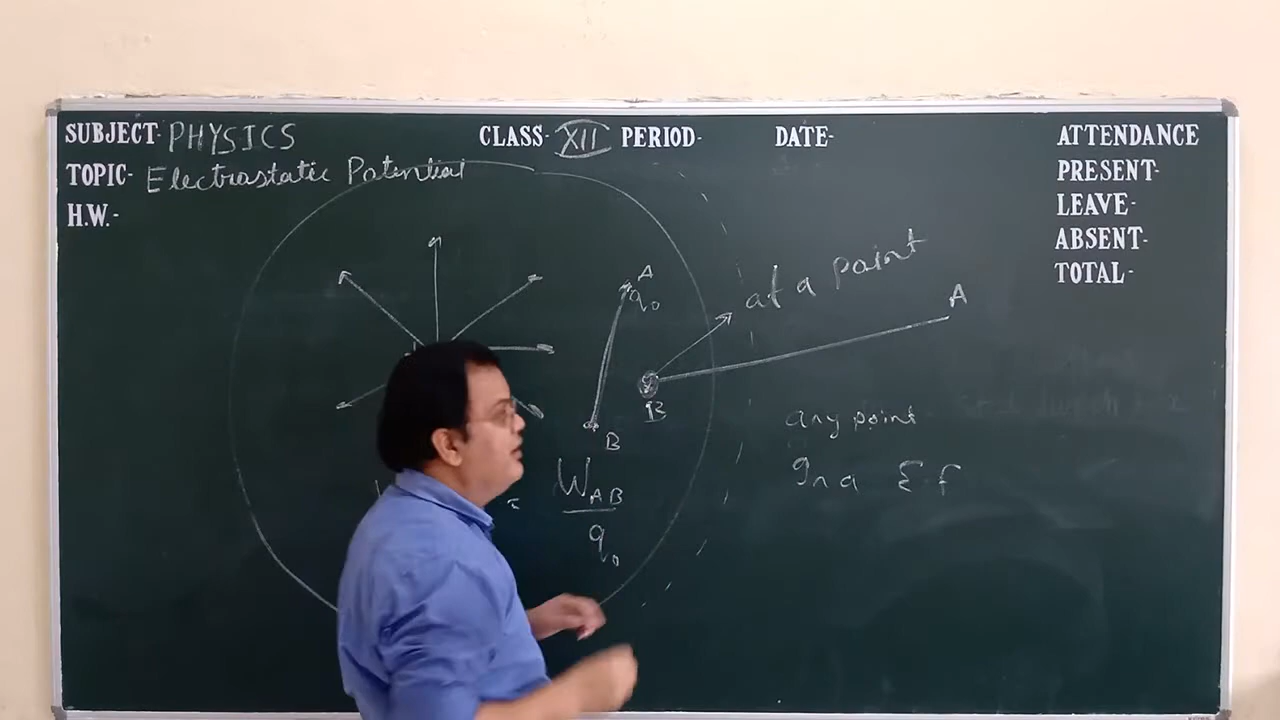 SUBJECT- PHYSICS CLASS- XII PERIOD- DATE- ATTENDANCE
TOPIC- Electrostatic Potential PRESENT-
H.W.- LEAVE-
ABSENT-
TOTAL-
at a point
A
q₀
A
B
B
any point
In a E.F
W_AB
=
q₀